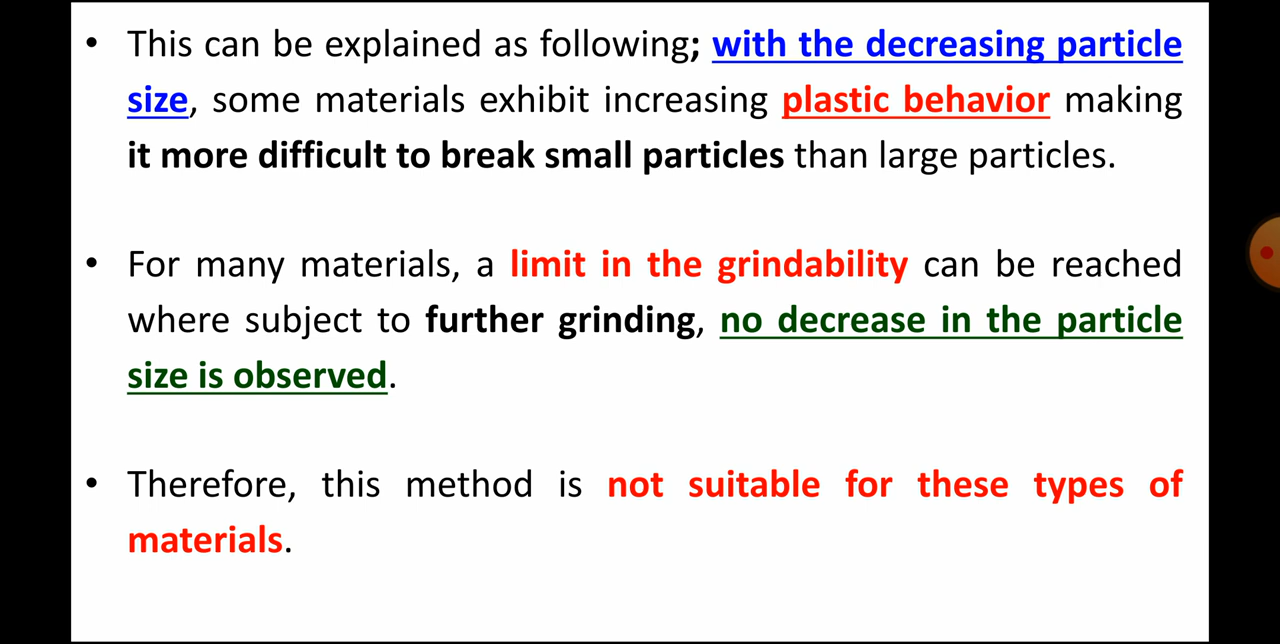 • This can be explained as following; with the decreasing particle
size, some materials exhibit increasing plastic behavior making
it more difficult to break small particles than large particles.
• For many materials, a limit in the grindability can be reached
where subject to further grinding, no decrease in the particle
size is observed.
• Therefore, this method is not suitable for these types of
materials.